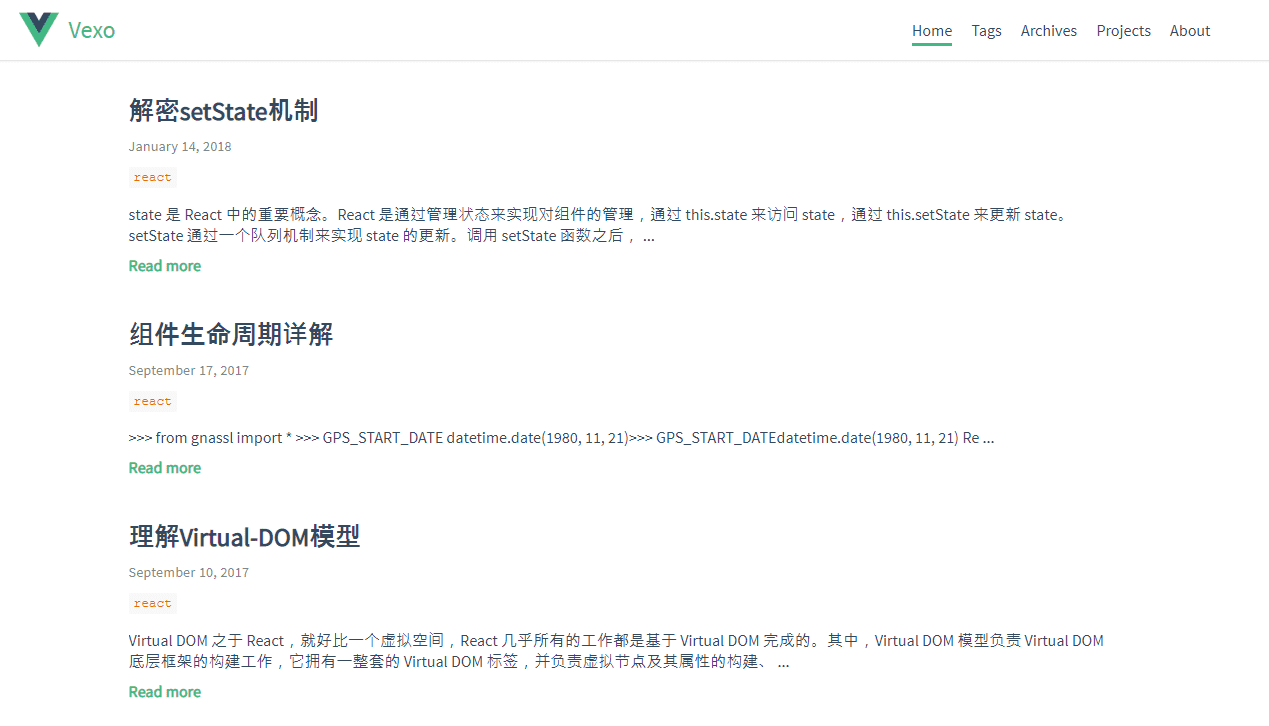 Vexo
Home Tags Archives Projects About
解密setState机制
January 14, 2018
react
state 是 React 中的重要概念。React 是通过管理状态来实现对组件的管理，通过 this.state 来访问 state，通过 this.setState 来更新 state。
setState 通过一个队列机制来实现 state 的更新。调用 setState 函数之后， ...
Read more
组件生命周期详解
September 17, 2017
react
>>> from gnassl import * >>> GPS_START_DATE datetime.date(1980, 11, 21)>>> GPS_START_DATEdatetime.date(1980, 11, 21) Re ...
Read more
理解Virtual-DOM模型
September 10, 2017
react
Virtual DOM 之于 React，就好比一个虚拟空间，React 几乎所有的工作都是基于 Virtual DOM 完成的。其中，Virtual DOM 模型负责 Virtual DOM
底层框架的构建工作，它拥有一整套的 Virtual DOM 标签，并负责虚拟节点及其属性的构建、 ...
Read more